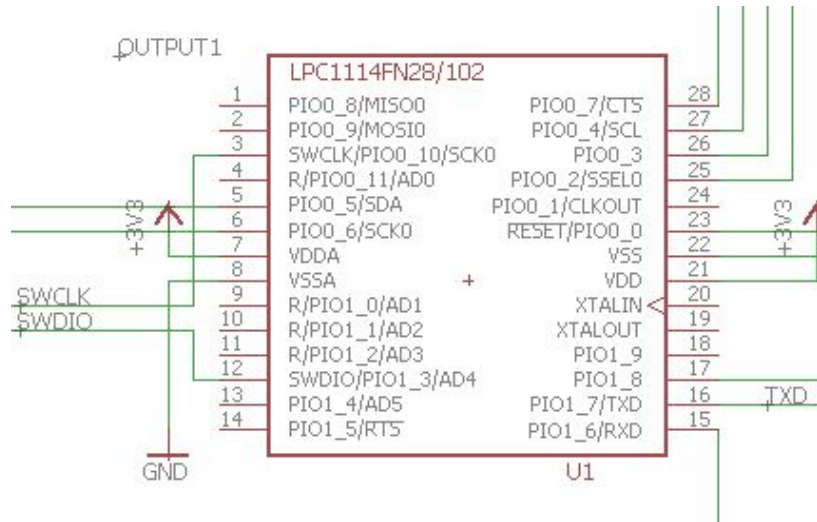 OUTPUT1
LPC1114FN28/102
1 PIO0_8/MISO0 PIO0_7/CTS 28
2 PIO0_9/MOSI0 PIO0_4/SCL 27
3 SWCLK/PIO0_10/SCK0 PIO0_3 26
4 R/PIO0_11/AD0 PIO0_2/SSEL0 25
5 PIO0_5/SDA PIO0_1/CLKOUT 24
6 PIO0_6/SCK0 RESET/PIO0_0 23
7 VDDA VSS 22
8 VSSA VDD 21
9 R/PIO1_0/AD1 XTALIN 20
10 R/PIO1_1/AD2 XTALOUT 19
11 R/PIO1_2/AD3 PIO1_9 18
12 SWDIO/PIO1_3/AD4 PIO1_8 17
13 PIO1_4/AD5 PIO1_7/TXD 16
14 PIO1_5/RTS PIO1_6/RXD 15
+3V3
+3V3
SWCLK
SWDIO
TXD
GND
U1